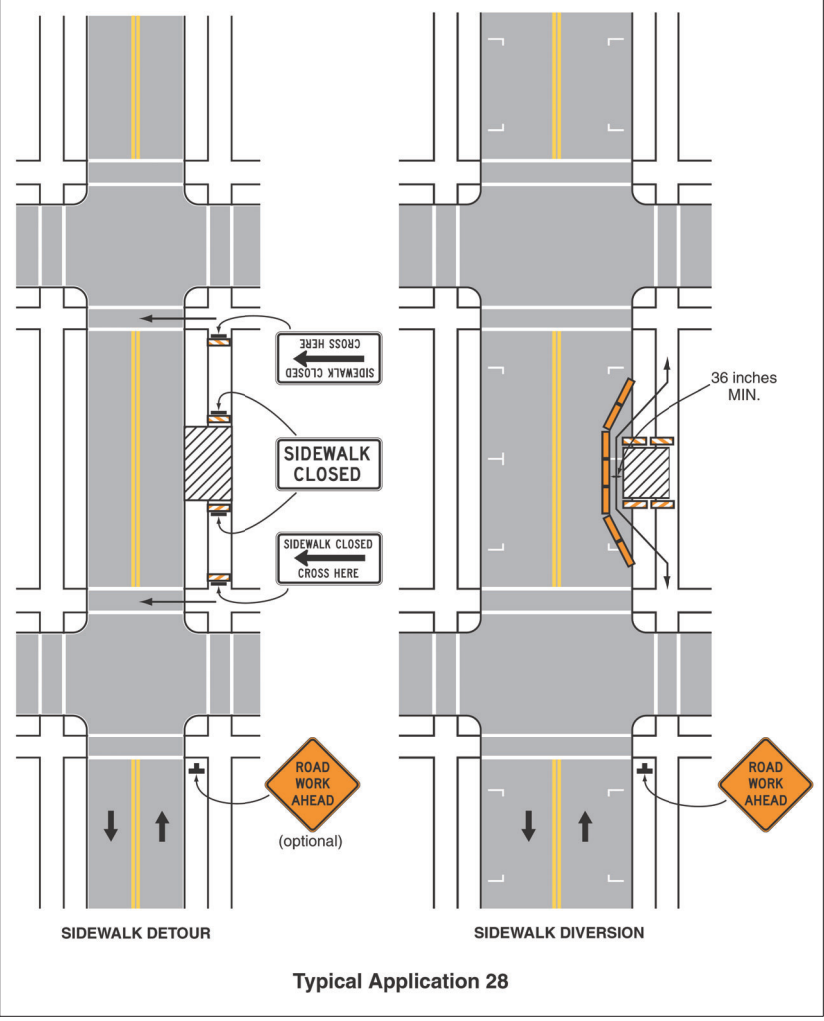 CROSS HERE
SIDEWALK CLOSED
36 inches
MIN.
SIDEWALK
CLOSED
SIDEWALK CLOSED
CROSS HERE
ROAD
WORK
AHEAD
(optional)
ROAD
WORK
AHEAD
SIDEWALK DETOUR
SIDEWALK DIVERSION
Typical Application 28